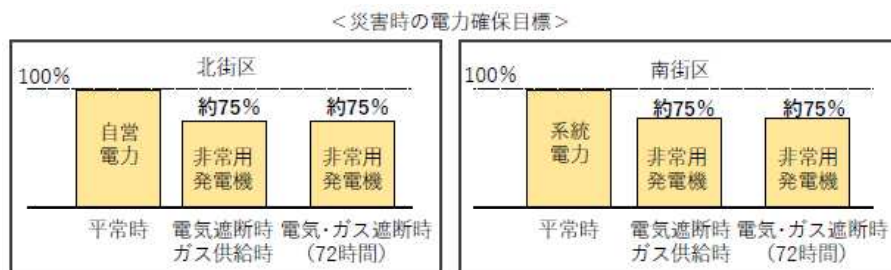 ＜災害時の電力確保目標＞
北街区
100%
約75%
約75%
自営
電力
非常用
発電機
非常用
発電機
平常時
電気遮断時
ガス供給時
電気・ガス遮断時
（72時間）
南街区
100%
約75%
約75%
系統
電力
非常用
発電機
非常用
発電機
平常時
電気遮断時
ガス供給時
電気・ガス遮断時
（72時間）